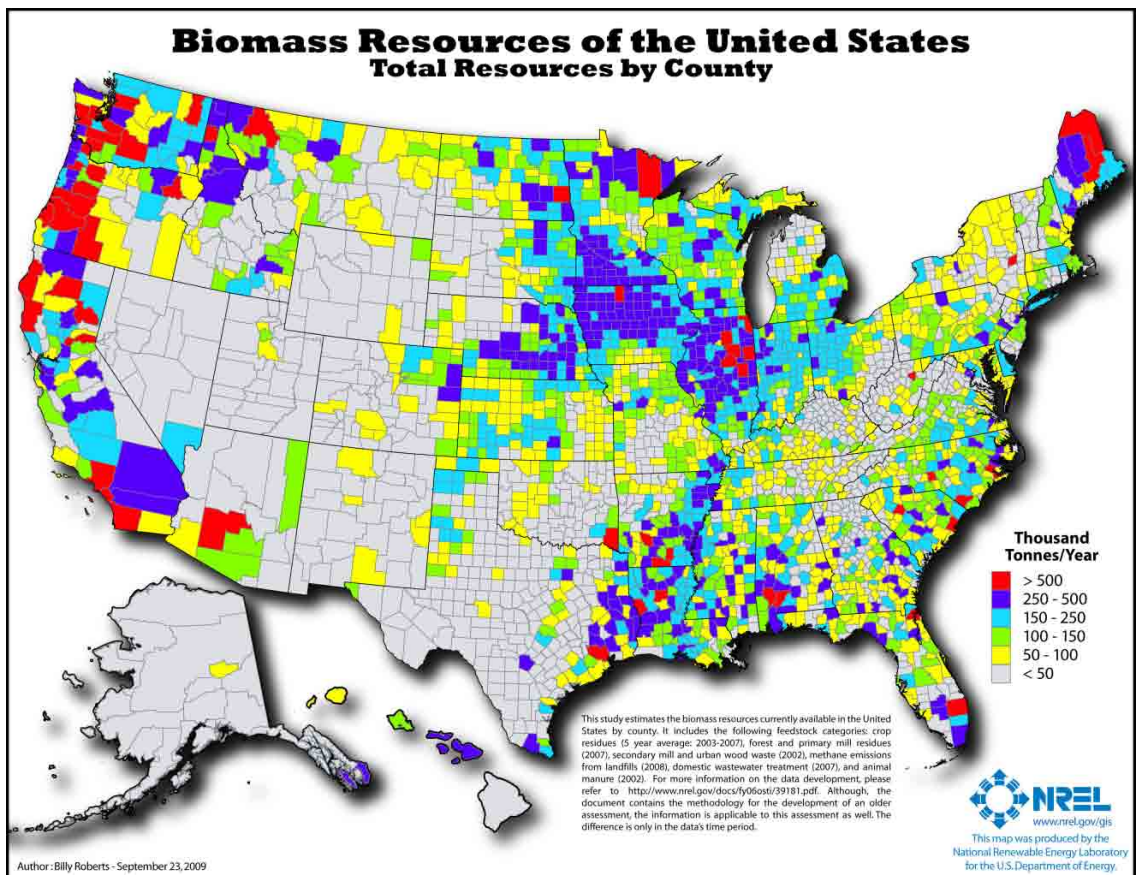 Biomass Resources of the United States
Total Resources by County
Thousand
Tonnes/Year
> 500
250 - 500
150 - 250
100 - 150
50 - 100
< 50
This study estimates the biomass resources currently available in the United
States by county. It includes the following feedstock categories: crop
residues (5 year average: 2003-2007), forest and primary mill residues
(2007), secondary mill and urban wood waste (2002), methane emissions
from landfills (2008), domestic wastewater treatment (2007), and animal
manure (2002). For more information on the data development, please
refer to http://www.nrel.gov/docs/fy06osti/39181.pdf. Although, the
document contains the methodology for the development of an older
assessment, the information is applicable to this assessment as well. The
difference is only in the data's time period.
NREL
www.nrel.gov/gis
This map was produced by the
National Renewable Energy Laboratory
for the U.S. Department of Energy.
Author : Billy Roberts - September 23, 2009